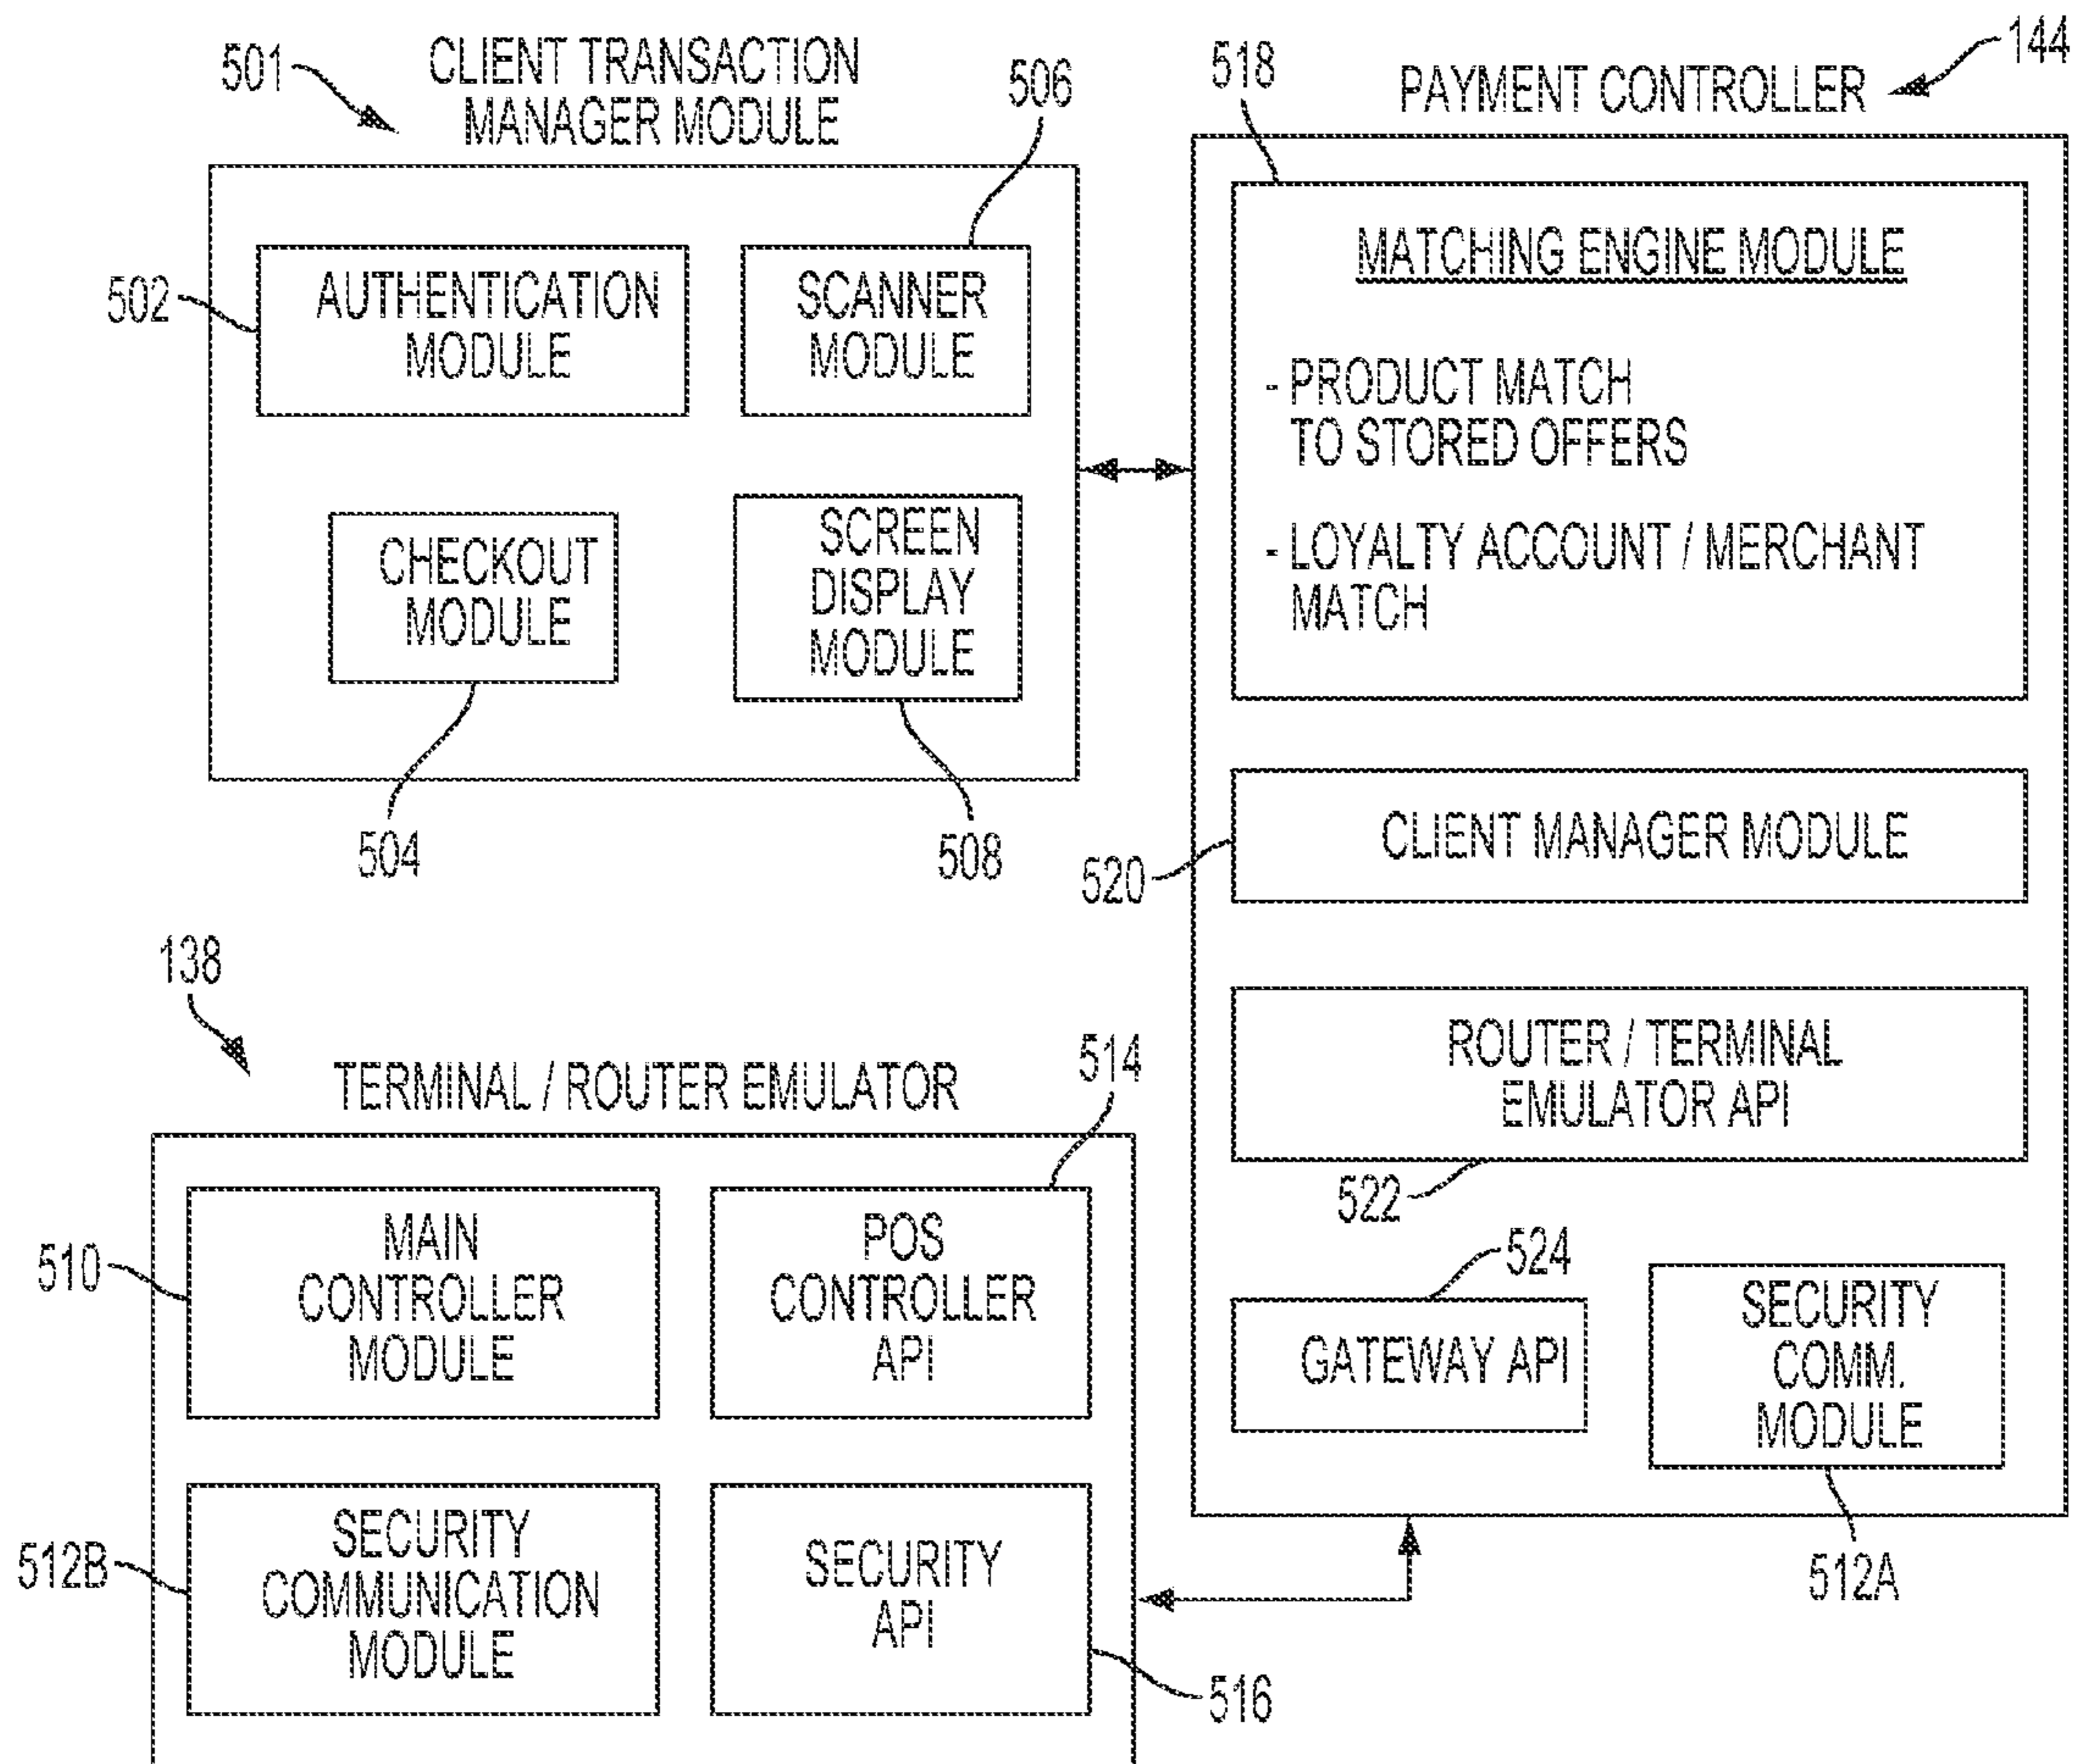 501
CLIENT TRANSACTION
MANAGER MODULE
506
502
AUTHENTICATION
MODULE
SCANNER
MODULE
CHECKOUT
MODULE
SCREEN
DISPLAY
MODULE
504
508
518
PAYMENT CONTROLLER
144
MATCHING ENGINE MODULE
- PRODUCT MATCH
TO STORED OFFERS
- LOYALTY ACCOUNT / MERCHANT
MATCH
520
CLIENT MANAGER MODULE
ROUTER / TERMINAL
EMULATOR API
522
524
GATEWAY API
SECURITY
COMM.
MODULE
512A
138
TERMINAL / ROUTER EMULATOR
514
510
MAIN
CONTROLLER
MODULE
POS
CONTROLLER
API
512B
SECURITY
COMMUNICATION
MODULE
SECURITY
API
516